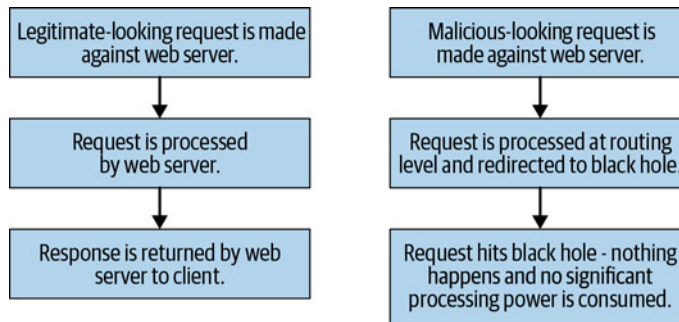 Legitimate-looking request is made
against web server.
Request is processed
by web server.
Response is returned by web
server to client.
Malicious-looking request is
made against web server.
Request is processed at routing
level and redirected to black hole.
Request hits black hole - nothing
happens and no significant
processing power is consumed.